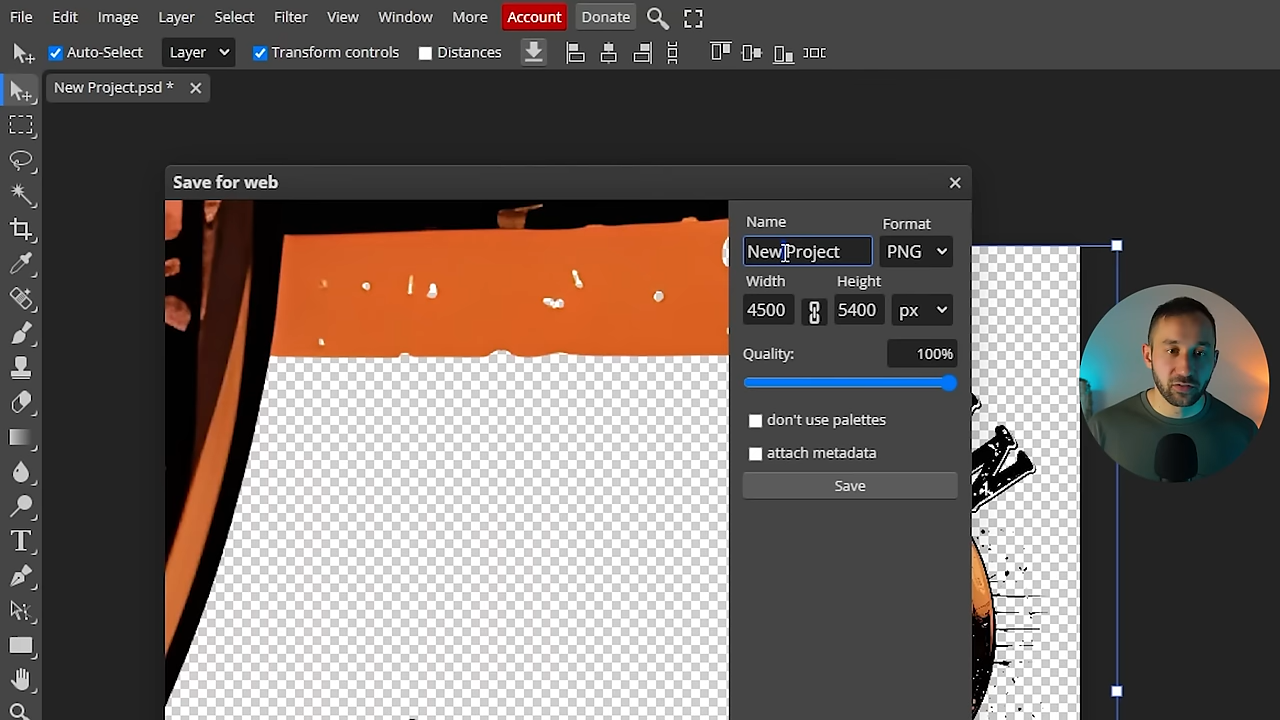 File Edit Image Layer Select Filter View Window More Account Donate
Auto-Select Layer Transform controls Distances
New Project.psd *
Save for web
Name Format
New Project PNG
Width Height
4500 5400 px
Quality: 100%
don't use palettes
attach metadata
Save